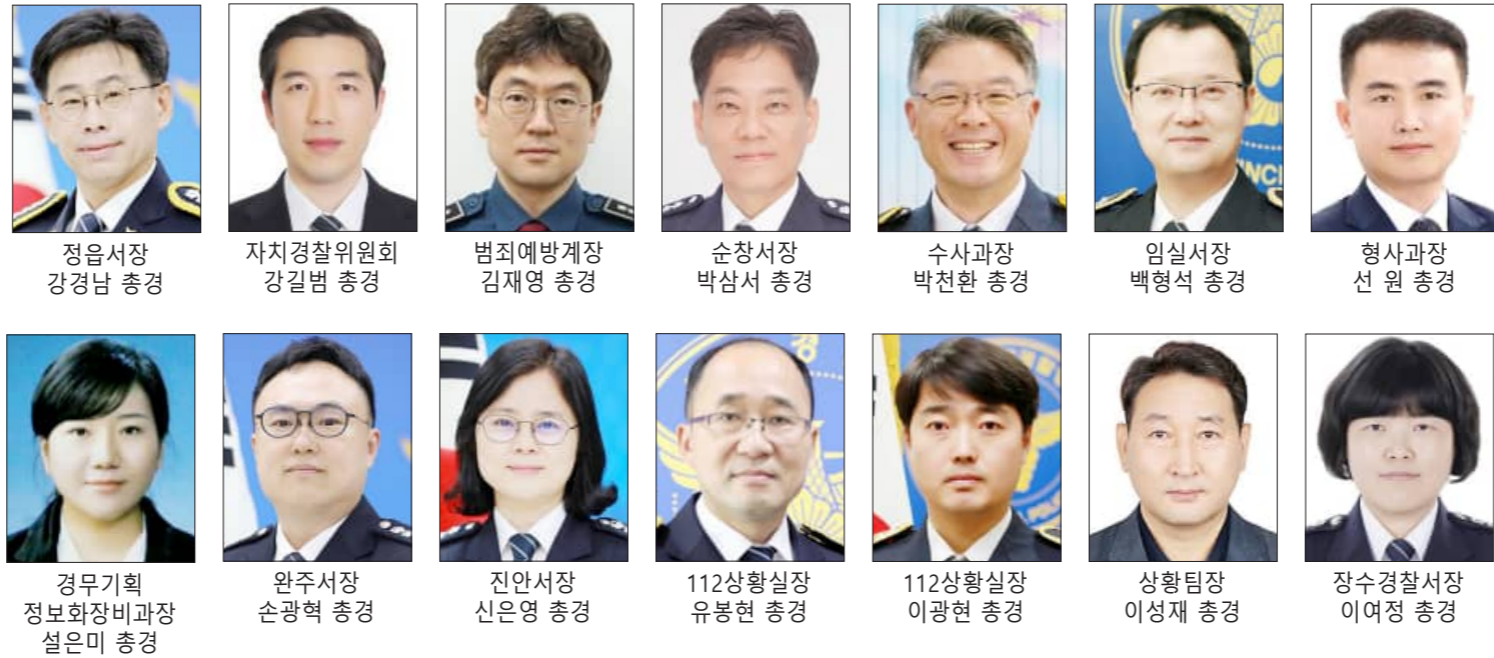 정읍서장
강경남 총경
자치경찰위원회
강길범 총경
범죄예방계장
김재영 총경
순창서장
박삼서 총경
수사과장
박천환 총경
임실서장
백형석 총경
형사과장
선 원 총경
경무기획
정보화장비과장
설은미 총경
완주서장
손광혁 총경
진안서장
신은영 총경
112상황실장
유봉현 총경
112상황실장
이광현 총경
상황팀장
이성재 총경
장수경찰서장
이여정 총경